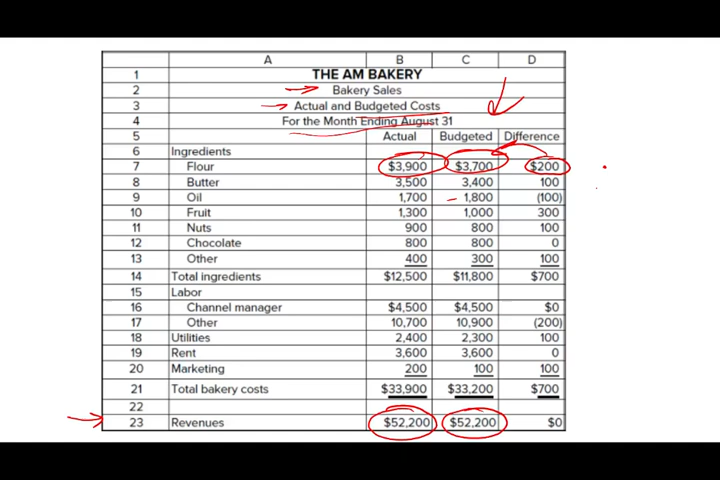 A B C D
1 THE AM BAKERY
2 Bakery Sales
3 Actual and Budgeted Costs
4 For the Month Ending August 31
5 Actual Budgeted Difference
6 Ingredients
7 Flour $3,900 $3,700 $200
8 Butter 3,500 3,400 100
9 Oil 1,700 1,800 (100)
10 Fruit 1,300 1,000 300
11 Nuts 900 800 100
12 Chocolate 800 800 0
13 Other 400 300 100
14 Total ingredients $12,500 $11,800 $700
15 Labor
16 Channel manager $4,500 $4,500 $0
17 Other 10,700 10,900 (200)
18 Utilities 2,400 2,300 100
19 Rent 3,600 3,600 0
20 Marketing 200 100 100
21 Total bakery costs $33,900 $33,200 $700
22
23 Revenues $52,200 $52,200 $0